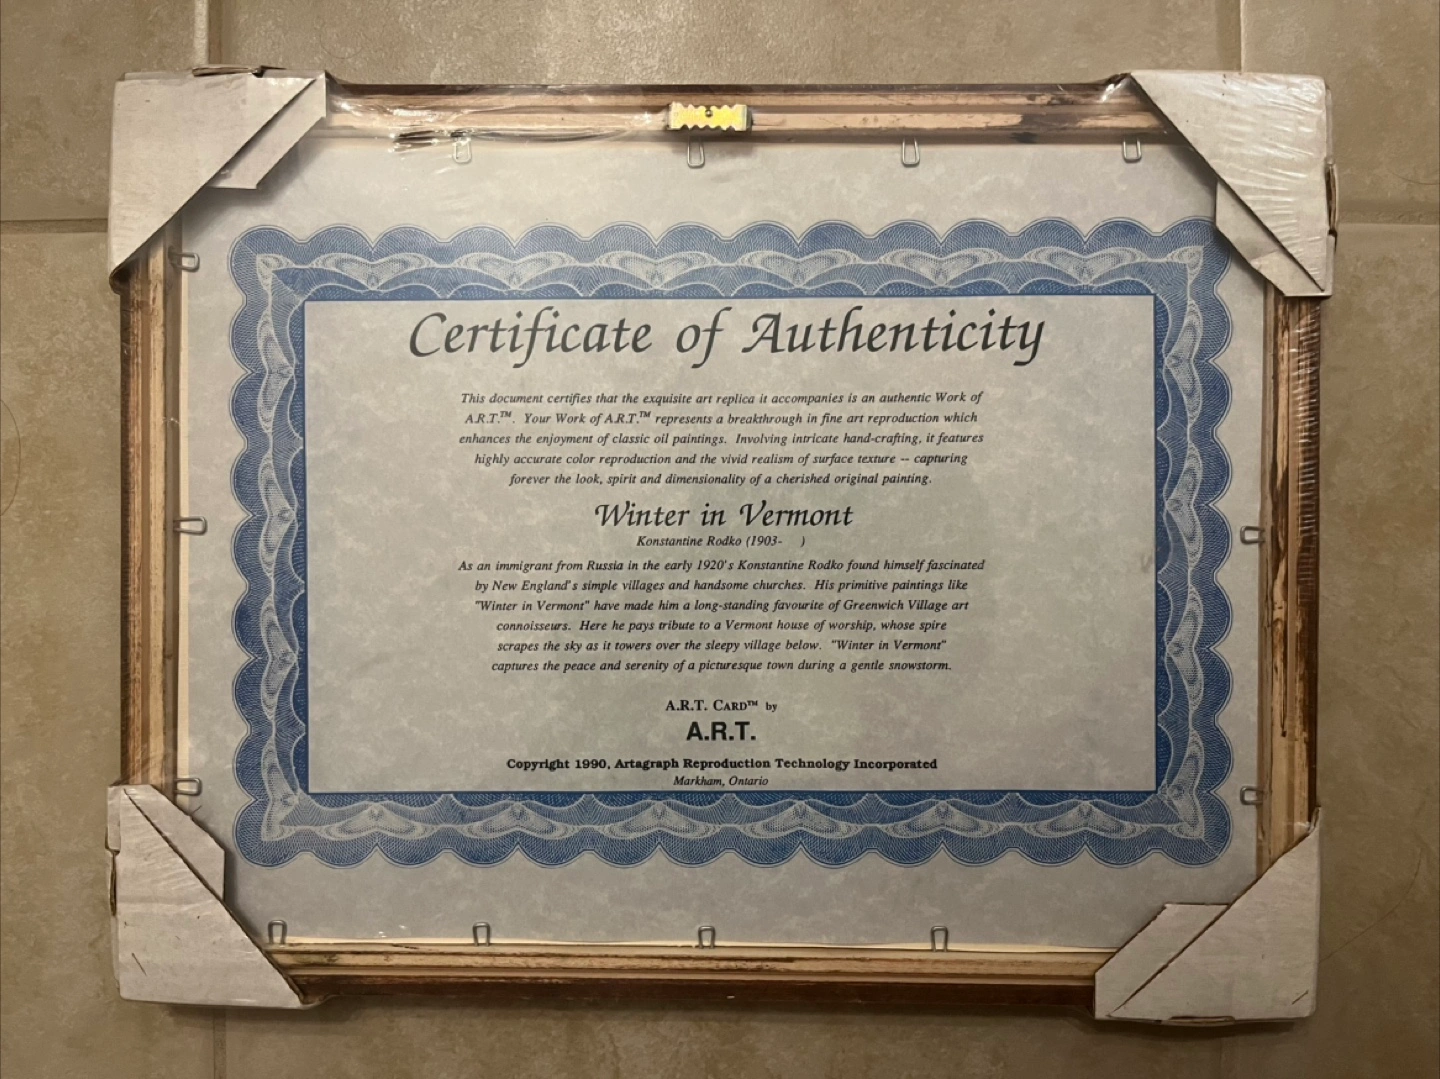 Certificate of Authenticity
This document certifies that the exquisite art replica it accompanies is an authentic Work of
A.R.T.™. Your Work of A.R.T.™ represents a breakthrough in fine art reproduction which
enhances the enjoyment of classic oil paintings. Involving intricate hand-crafting, it features
highly accurate color reproduction and the vivid realism of surface texture -- capturing
forever the look, spirit and dimensionality of a cherished original painting.
Winter in Vermont
Konstantine Rodko (1903-    )
As an immigrant from Russia in the early 1920's Konstantine Rodko found himself fascinated
by New England's simple villages and handsome churches. His primitive paintings like
"Winter in Vermont" have made him a long-standing favourite of Greenwich Village art
connoisseurs. Here he pays tribute to a Vermont house of worship, whose spire
scrapes the sky as it towers over the sleepy village below. "Winter in Vermont"
captures the peace and serenity of a picturesque town during a gentle snowstorm.
A.R.T. CARD™ by
A.R.T.
Copyright 1990, Artagraph Reproduction Technology Incorporated
Markham, Ontario